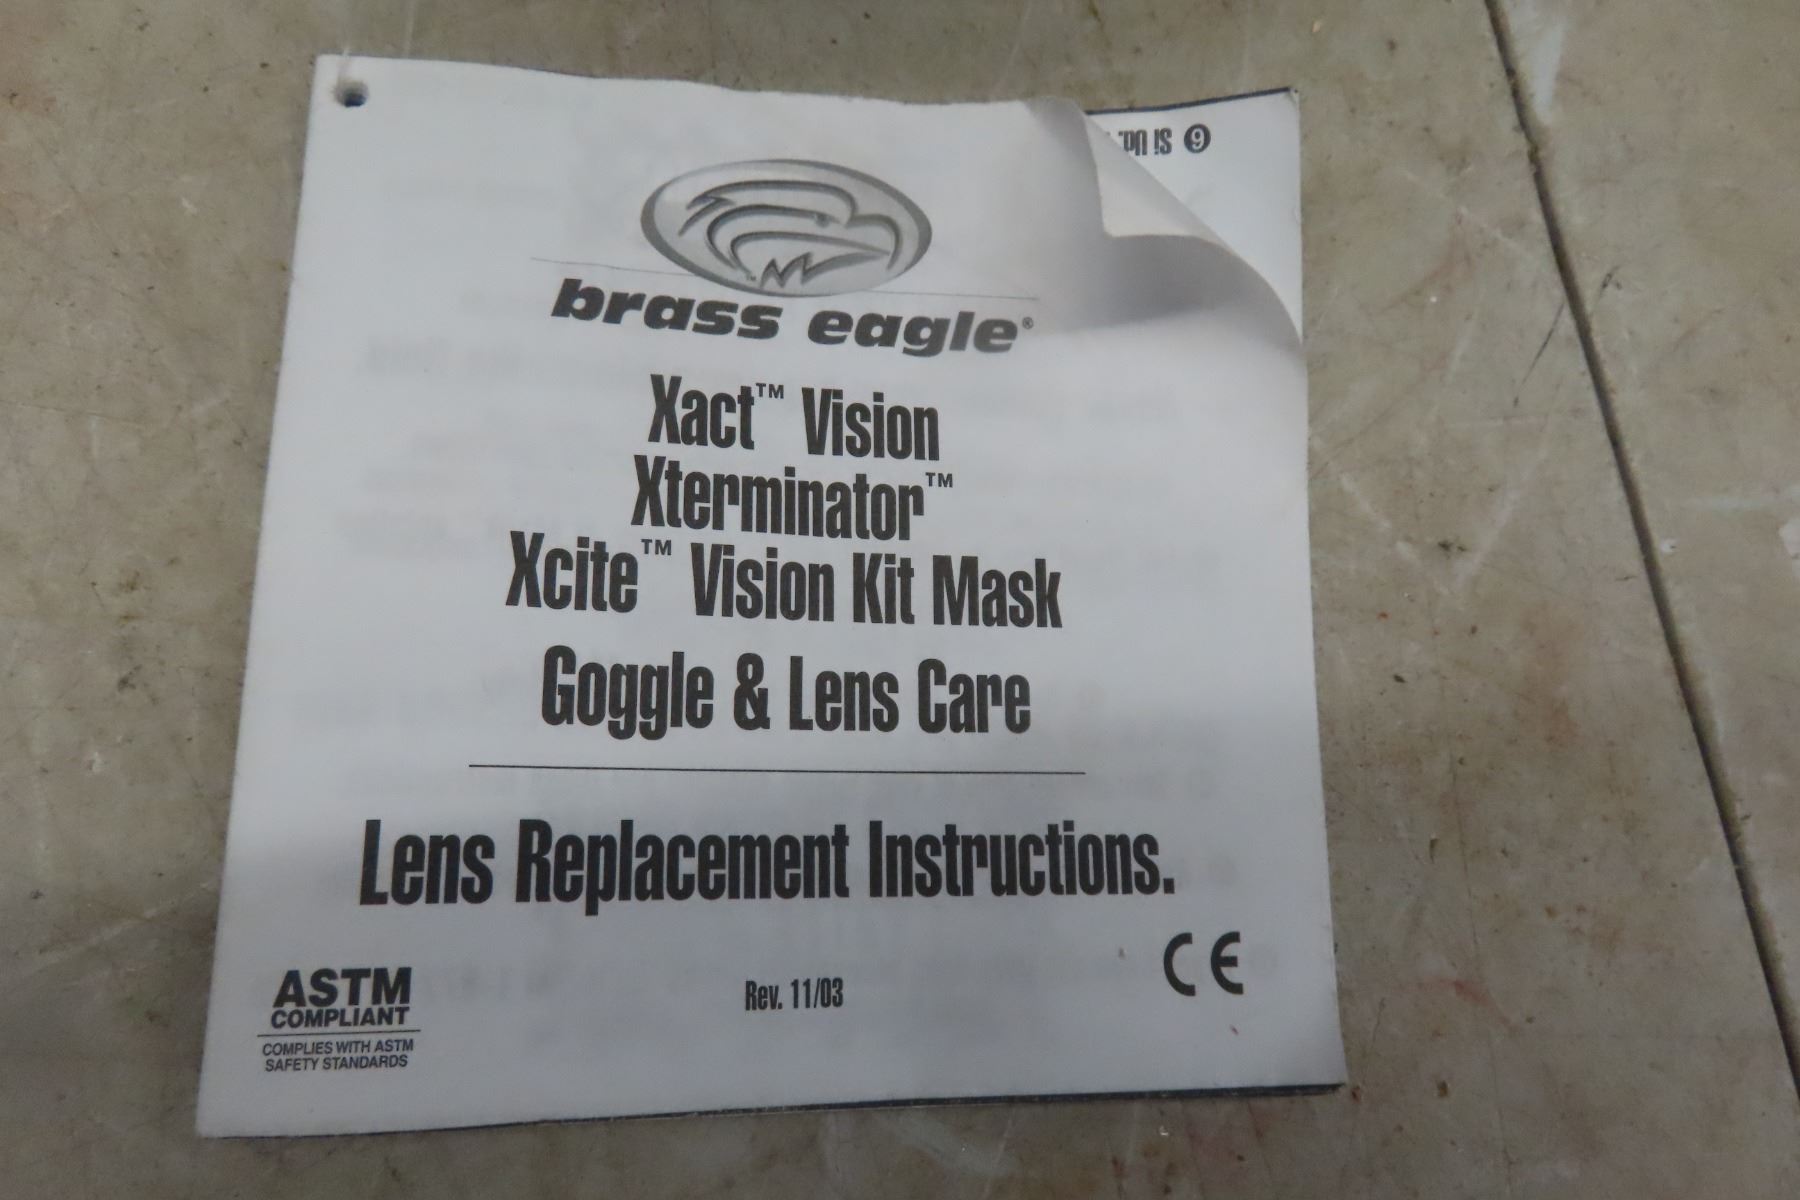 brass eagle®
Xact™ Vision
Xterminator™
Xcite™ Vision Kit Mask
Goggle & Lens Care
Lens Replacement Instructions.
ASTM
COMPLIANT
COMPLIES WITH ASTM
SAFETY STANDARDS
Rev. 11/03
CE